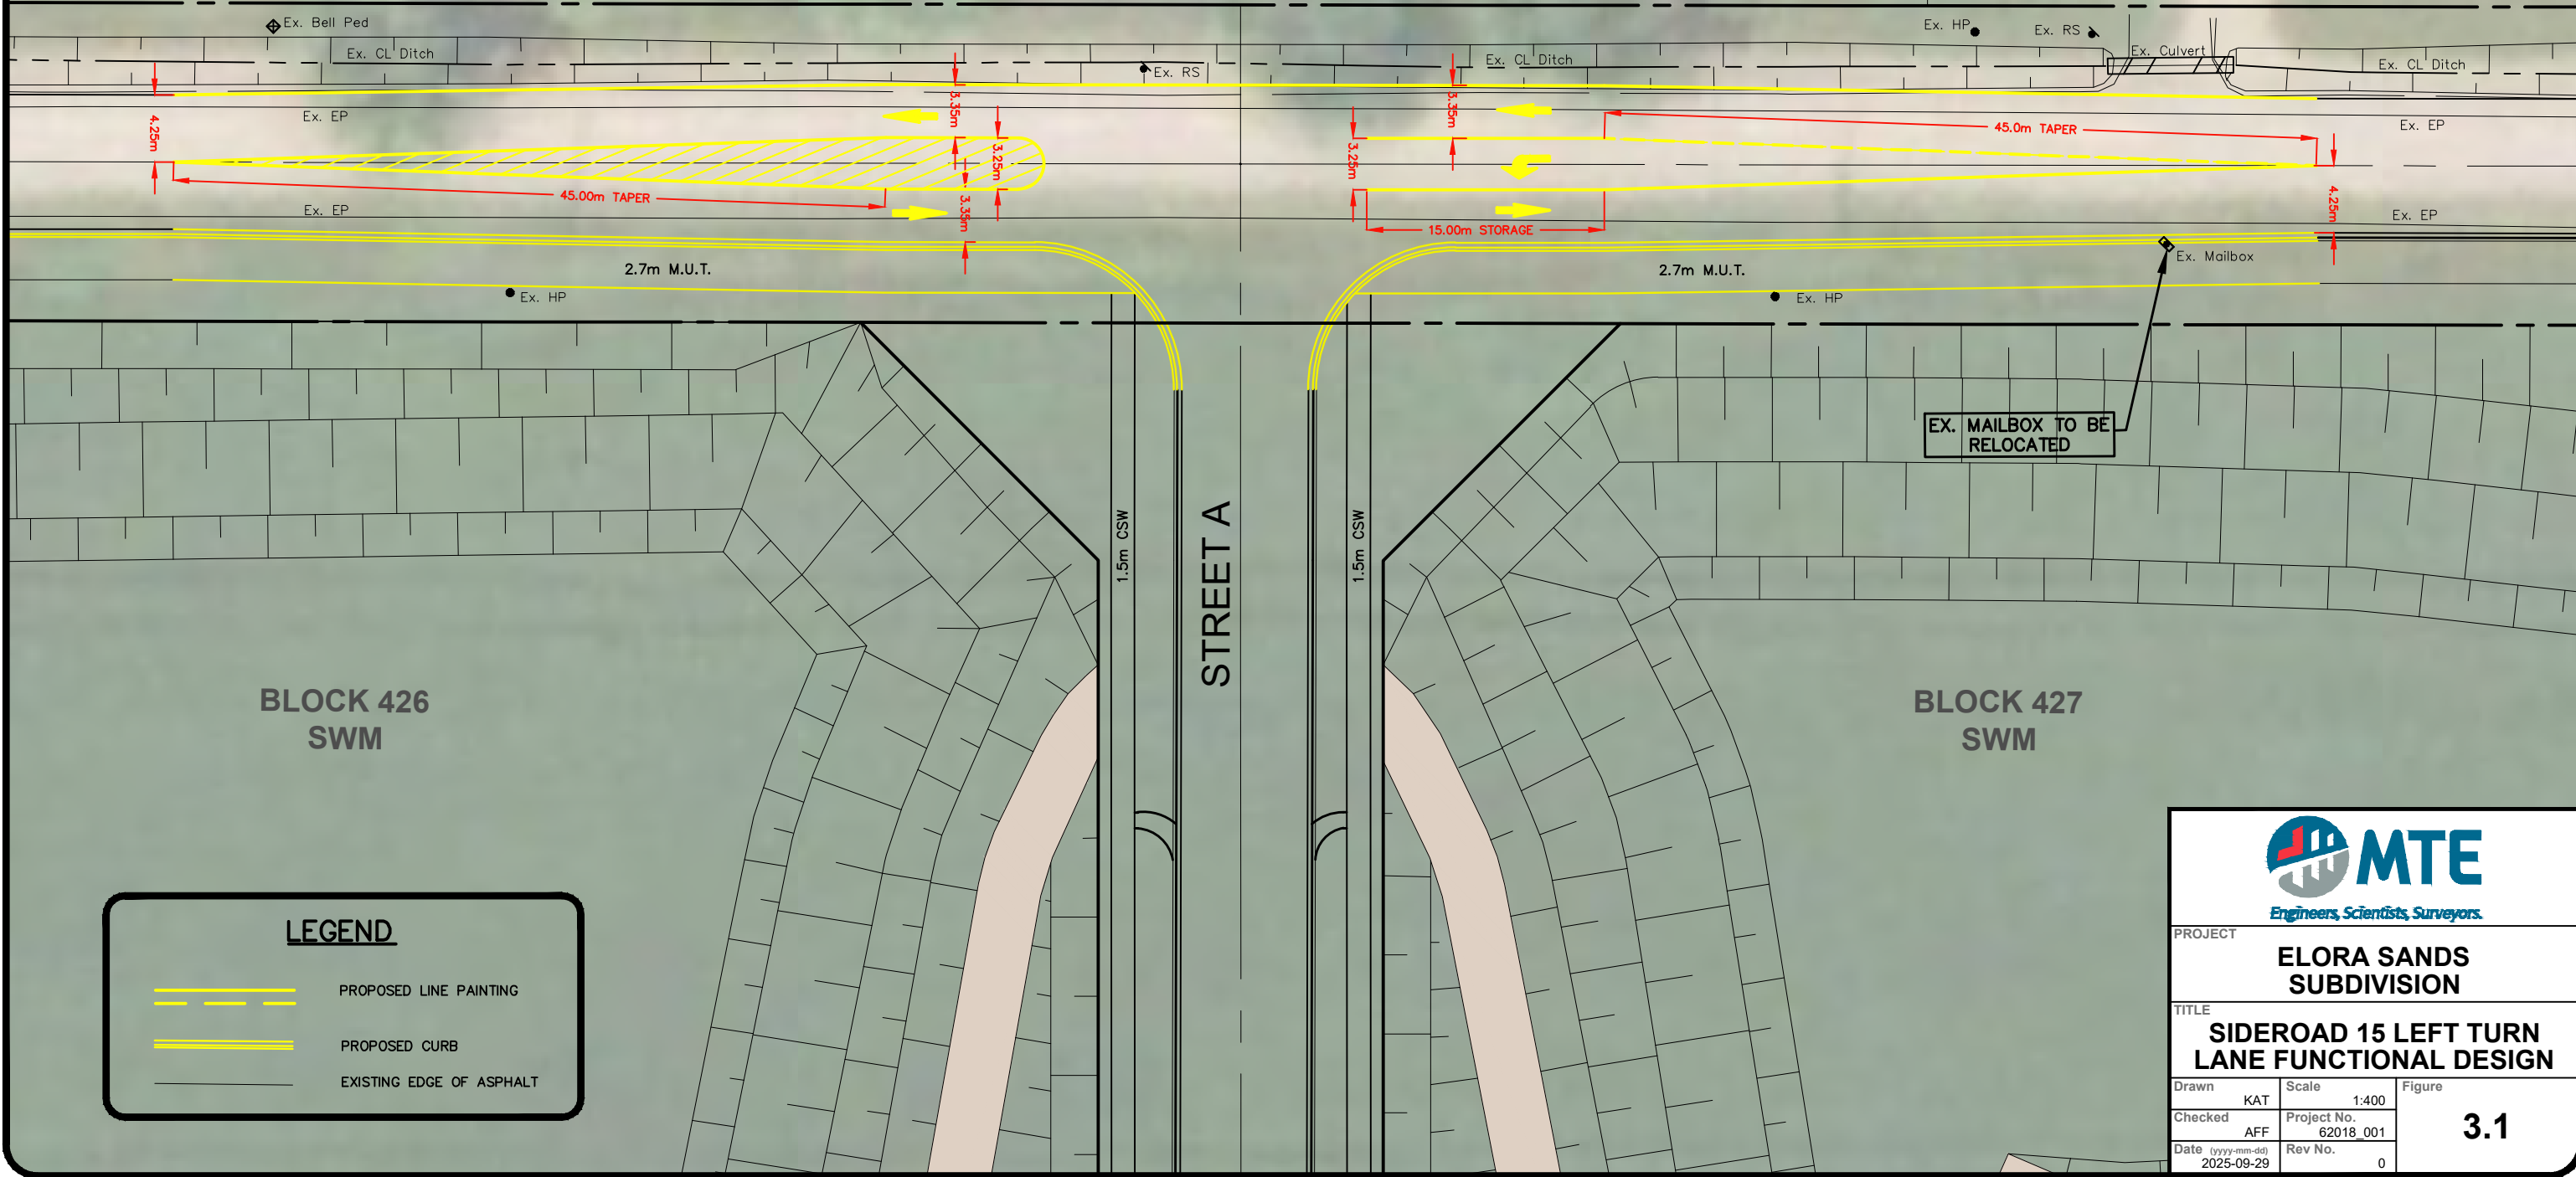 Ex. Bell Ped
Ex. HP
Ex. RS
Ex. Culvert
Ex. CL Ditch
Ex. CL Ditch
Ex. CL Ditch
Ex. RS
3.35m
3.35m
4.25m
Ex. EP
Ex. EP
45.0m TAPER
3.25m
3.25m
45.00m TAPER
3.35m
4.25m
Ex. EP
Ex. EP
15.00m STORAGE
2.7m M.U.T.
2.7m M.U.T.
Ex. Mailbox
Ex. HP
Ex. HP
EX. MAILBOX TO BE
RELOCATED
1.5m CSW
STREET A
1.5m CSW
BLOCK 426
SWM
BLOCK 427
SWM
LEGEND
PROPOSED LINE PAINTING
PROPOSED CURB
EXISTING EDGE OF ASPHALT
MTE
Engineers, Scientists, Surveyors.
PROJECT
ELORA SANDS
SUBDIVISION
TITLE
SIDEROAD 15 LEFT TURN
LANE FUNCTIONAL DESIGN
Drawn
KAT
Scale
1:400
Figure
3.1
Checked
AFF
Project No.
62018_001
Date (yyyy-mm-dd)
2025-09-29
Rev No.
0